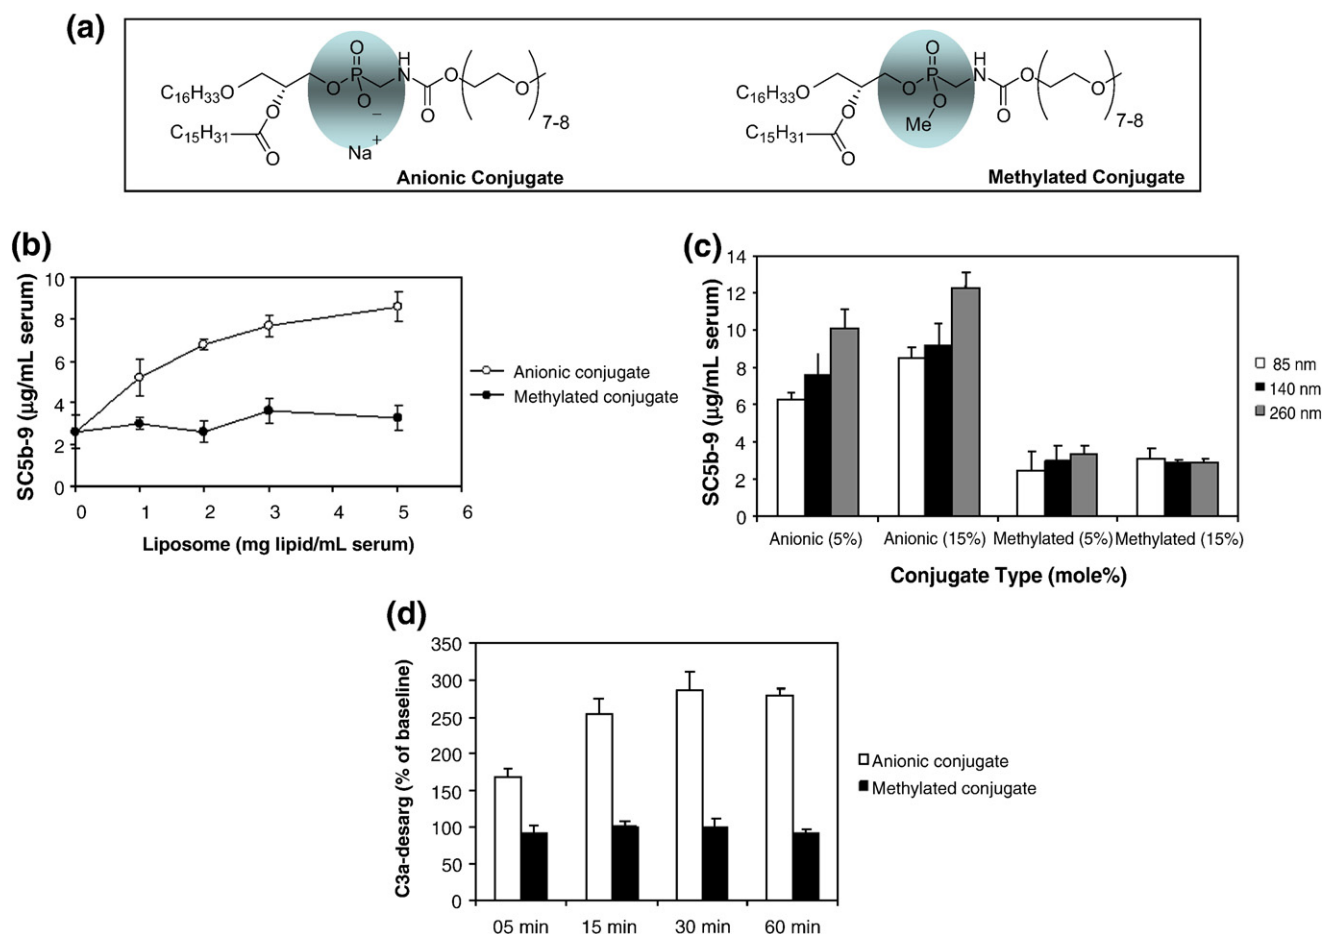 (a)
C16H33O
C15H31
O
O
O
O
P
O
O
−
Na
+
H
N
O
O
O
7-8
Anionic Conjugate
C16H33O
C15H31
O
O
O
O
P
O
Me
H
N
O
O
O
7-8
Methylated Conjugate
(b)
SC5b-9 (µg/mL serum)
10
8
6
4
2
0
0 1 2 3 4 5 6
Liposome (mg lipid/mL serum)
Anionic conjugate
Methylated conjugate
(c)
SC5b-9 (µg/mL serum)
14
12
10
8
6
4
2
0
Anionic (5%) Anionic (15%) Methylated (5%) Methylated (15%)
Conjugate Type (mole%)
85 nm
140 nm
260 nm
(d)
C3a-desarg (% of baseline)
350
300
250
200
150
100
50
0
05 min 15 min 30 min 60 min
Anionic conjugate
Methylated conjugate